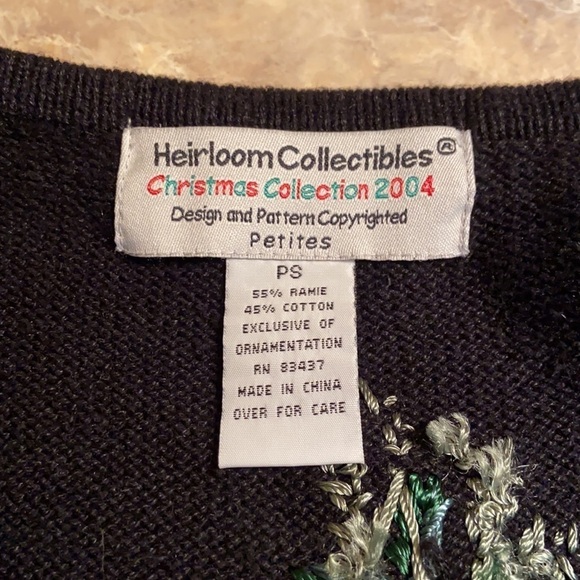 Heirloom Collectibles®
Christmas Collection 2004
Design and Pattern Copyrighted
Petites
PS
55% RAMIE
45% COTTON
EXCLUSIVE OF
ORNAMENTATION
RN 83437
MADE IN CHINA
OVER FOR CARE